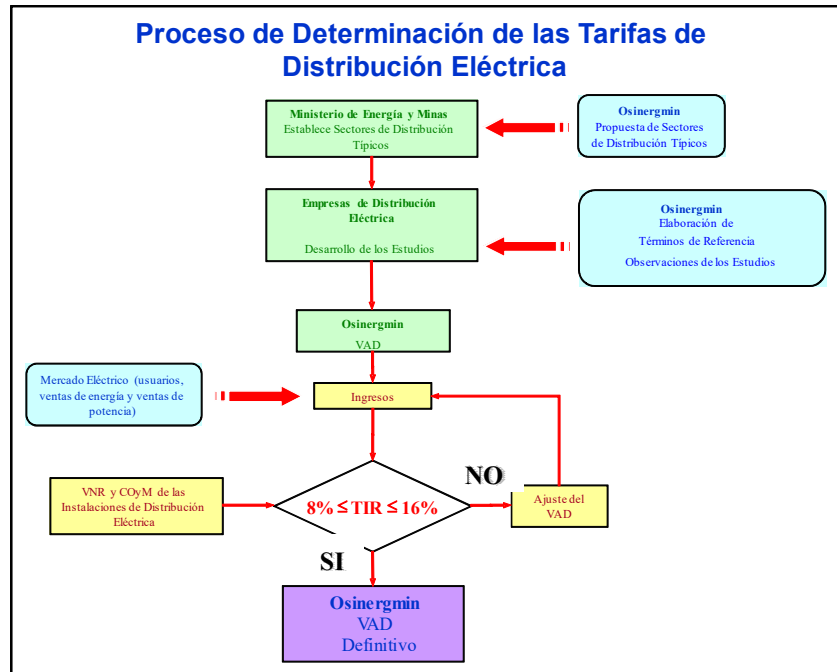 Proceso de Determinación de las Tarifas de
Distribución Eléctrica
Ministerio de Energía y Minas
Establece Sectores de Distribución
Típicos
Osinergmin
Propuesta de Sectores
de Distribución Típicos
Empresas de Distribución
Eléctrica
Desarrollo de los Estudios
Osinergmin
Elaboración de
Términos de Referencia
Observaciones de los Estudios
Osinergmin
VAD
Mercado Eléctrico (usuarios,
ventas de energía y ventas de
potencia)
Ingresos
VNR y COyM de las
Instalaciones de Distribución
Eléctrica
8% ≤ TIR ≤ 16%
NO
Ajuste del
VAD
SI
Osinergmin
VAD
Definitivo